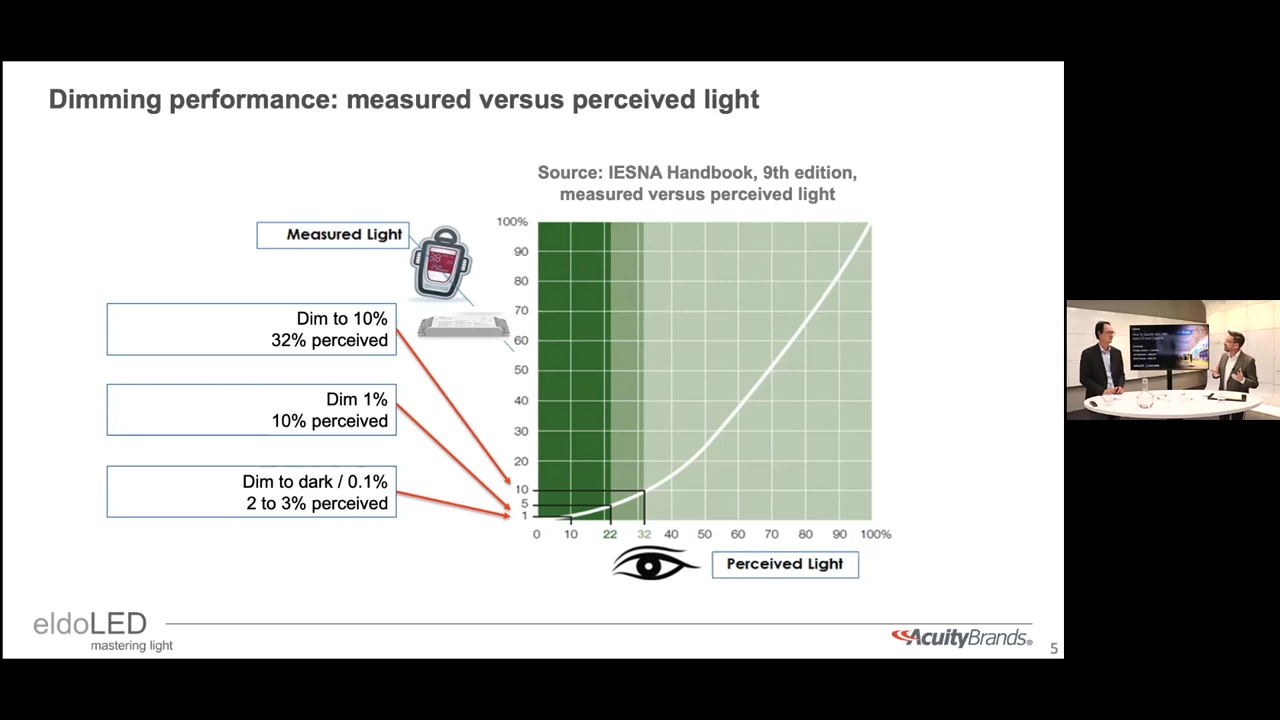 Dimming performance: measured versus perceived light
Source: IESNA Handbook, 9th edition,
measured versus perceived light
Measured Light
Dim to 10%
32% perceived
Dim 1%
10% perceived
Dim to dark / 0.1%
2 to 3% perceived
100%
90
80
70
60
50
40
30
20
10
5
1
0 10 22 32 40 50 60 70 80 90 100%
Perceived Light
eldoLED
mastering light
AcuityBrands®
5